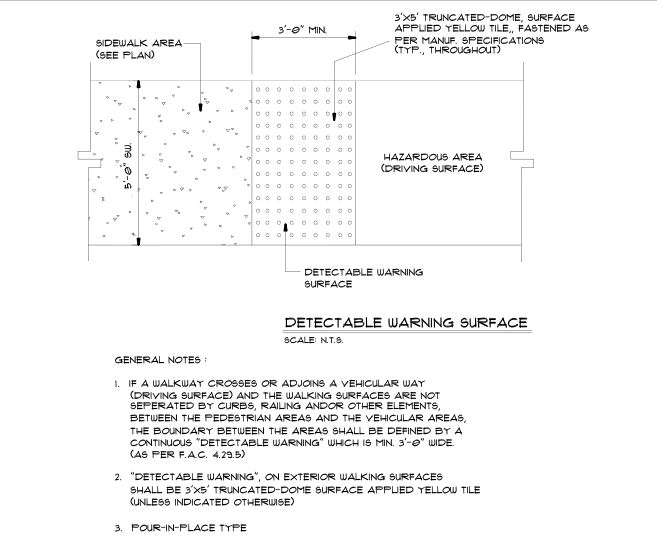 3'X5' TRUNCATED-DOME, SURFACE
APPLIED YELLOW TILE,, FASTENED AS
PER MANUF. SPECIFICATIONS
(TYP., THROUGHOUT)
3'-0" MIN.
SIDEWALK AREA
(SEE PLAN)
5'-0" SW.
HAZARDOUS AREA
(DRIVING SURFACE)
DETECTABLE WARNING
SURFACE
DETECTABLE WARNING SURFACE
SCALE: N.T.S.
GENERAL NOTES :
1. IF A WALKWAY CROSSES OR ADJOINS A VEHICULAR WAY
(DRIVING SURFACE) AND THE WALKING SURFACES ARE NOT
SEPERATED BY CURBS, RAILING ANDOR OTHER ELEMENTS,
BETWEEN THE PEDESTRIAN AREAS AND THE VEHICULAR AREAS,
THE BOUNDARY BETWEEN THE AREAS SHALL BE DEFINED BY A
CONTINUOUS "DETECTABLE WARNING" WHICH IS MIN. 3'-0" WIDE.
(AS PER F.A.C. 4.29.5)
2. "DETECTABLE WARNING", ON EXTERIOR WALKING SURFACES
SHALL BE 3'X5' TRUNCATED-DOME SURFACE APPLIED YELLOW TILE
(UNLESS INDICATED OTHERWISE)
3. POUR-IN-PLACE TYPE